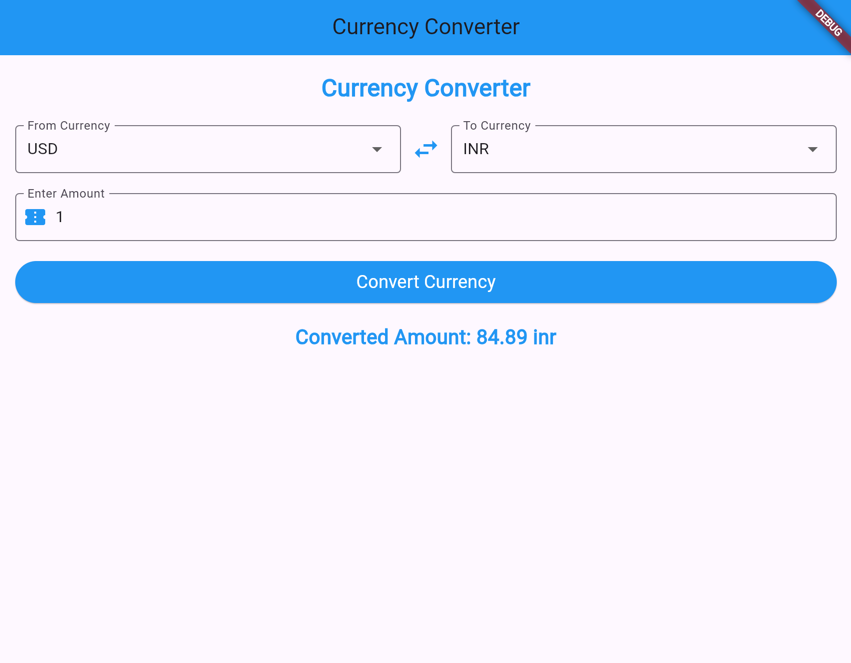 Currency Converter
DEBUG
Currency Converter
From Currency
USD
To Currency
INR
Enter Amount
1
Convert Currency
Converted Amount: 84.89 inr